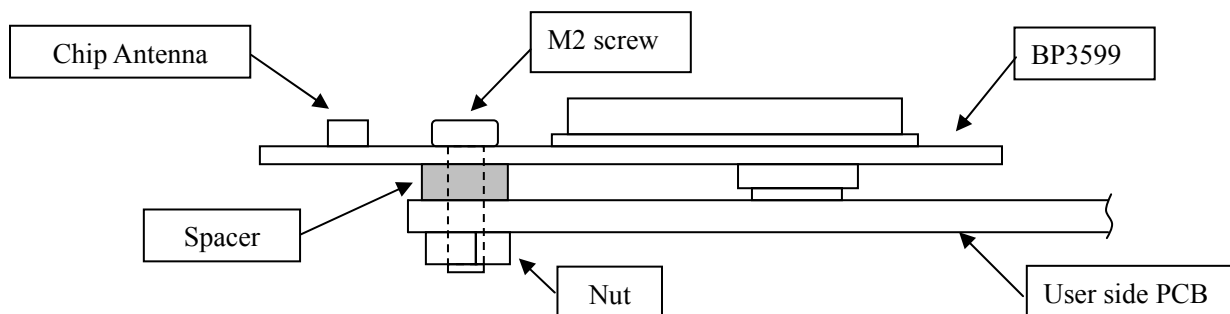 Chip Antenna
M2 screw
BP3599
Spacer
Nut
User side PCB